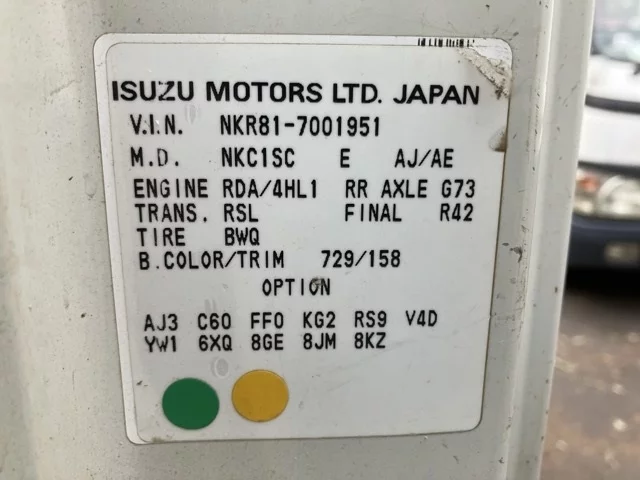 ISUZU MOTORS LTD. JAPAN
V.I.N. NKR81-7001951
M.D. NKC1SC E AJ/AE
ENGINE RDA/4HL1 RR AXLE G73
TRANS. RSL FINAL R42
TIRE BWQ
B.COLOR/TRIM 729/158
OPTION
AJ3 C60 FF0 KG2 RS9 V4D
YW1 6XQ 8GE 8JM 8KZ